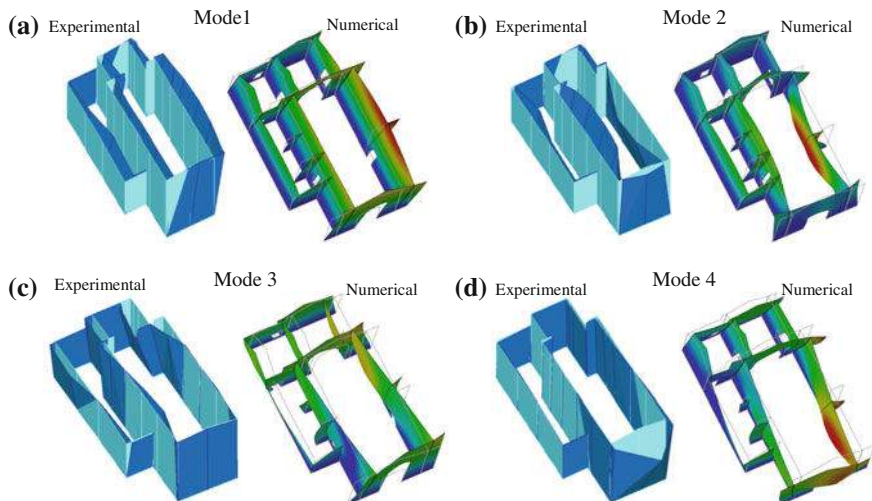 (a) Experimental Mode1 Numerical
(b) Experimental Mode 2 Numerical
(c) Experimental Mode 3 Numerical
(d) Experimental Mode 4 Numerical